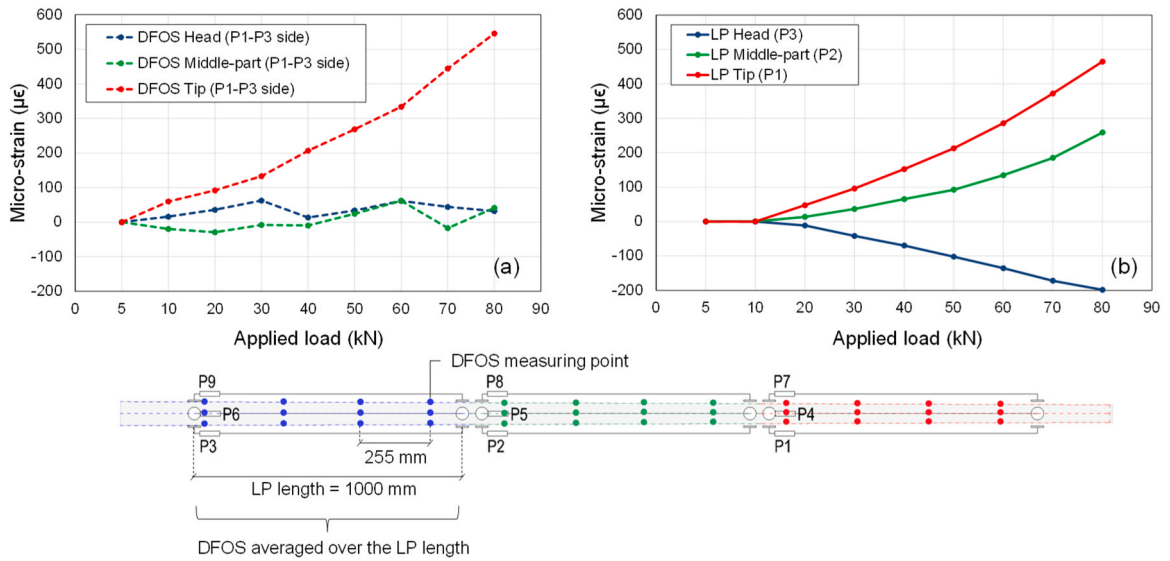 600
500
400
300
200
100
0
-100
-200
Micro-strain (µϵ)
DFOS Head (P1-P3 side)
DFOS Middle-part (P1-P3 side)
DFOS Tip (P1-P3 side)
(a)
0 5 10 20 30 40 50 60 70 80 90
Applied load (kN)
600
500
400
300
200
100
0
-100
-200
Micro-strain (µϵ)
LP Head (P3)
LP Middle-part (P2)
LP Tip (P1)
(b)
0 5 10 20 30 40 50 60 70 80 90
Applied load (kN)
DFOS measuring point
P9 P8 P7
P6 P5 P4
P3 P2 P1
255 mm
LP length = 1000 mm
DFOS averaged over the LP length